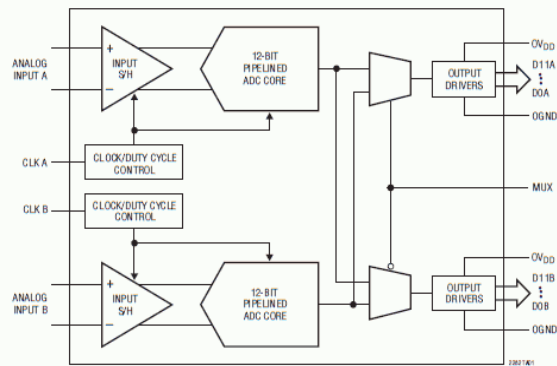 ANALOG
INPUT A
+
−
INPUT
S/H
12-BIT
PIPELINED
ADC CORE
OUTPUT
DRIVERS
OVDD
D11A
D0A
OGND
CLK A
CLOCK/DUTY CYCLE
CONTROL
MUX
CLK B
CLOCK/DUTY CYCLE
CONTROL
ANALOG
INPUT B
+
−
INPUT
S/H
12-BIT
PIPELINED
ADC CORE
OUTPUT
DRIVERS
OVDD
D11B
D0B
OGND